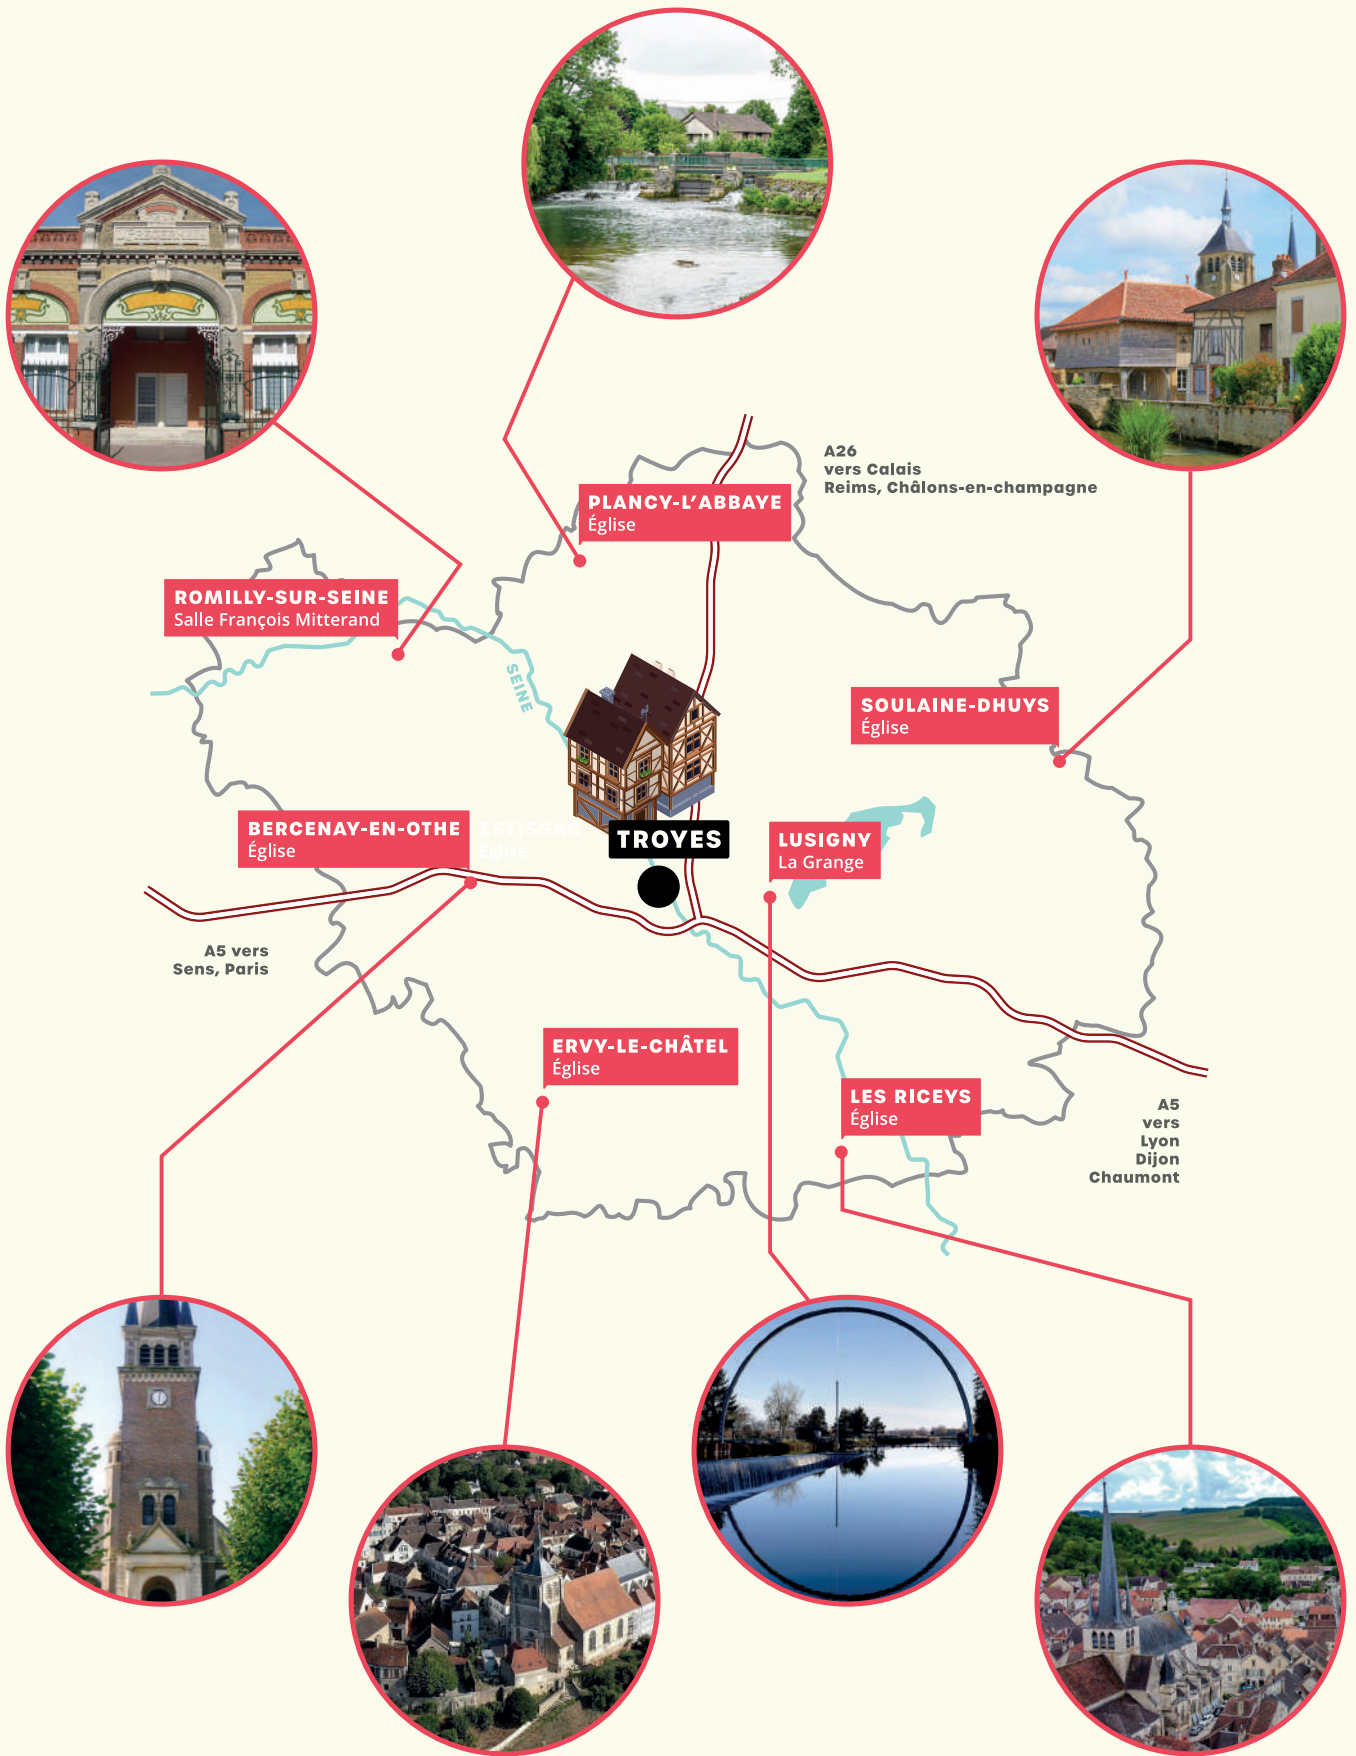 A26
vers Calais
Reims, Châlons-en-champagne
PLANCY-L’ABBAYE
Église
ROMILLY-SUR-SEINE
Salle François Mitterand
SEINE
SOULAINE-DHUYS
Église
BERCENAY-EN-OTHE
Église
ESTISSAC
Église
TROYES
LUSIGNY
La Grange
A5 vers
Sens, Paris
ERVY-LE-CHÂTEL
Église
LES RICEYS
Église
A5
vers
Lyon
Dijon
Chaumont